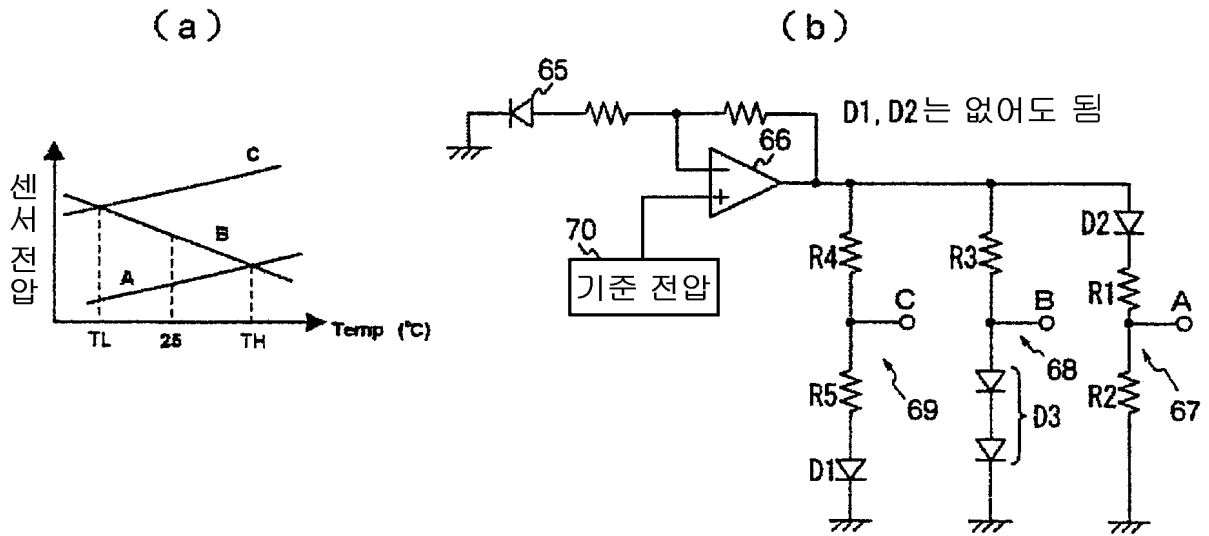 (a)
센서 전압
C
B
A
TL
25
TH
Temp (℃)
(b)
65
D1, D2는 없어도 됨
66
70
기준 전압
R4
R3
D2
R1
C
B
A
R5
69
68
D3
R2
67
D1